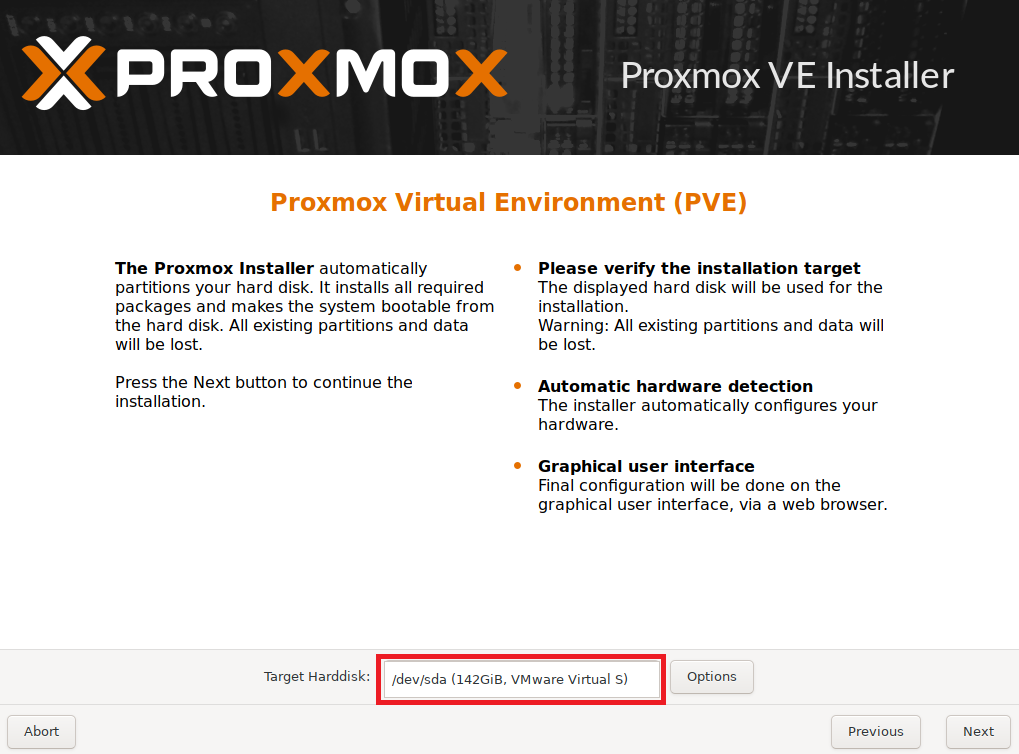 PROXMOX
Proxmox VE Installer
Proxmox Virtual Environment (PVE)
The Proxmox Installer automatically
partitions your hard disk. It installs all required
packages and makes the system bootable from
the hard disk. All existing partitions and data
will be lost.
Press the Next button to continue the
installation.
Please verify the installation target
The displayed hard disk will be used for the
installation.
Warning: All existing partitions and data will
be lost.
Automatic hardware detection
The installer automatically configures your
hardware.
Graphical user interface
Final configuration will be done on the
graphical user interface, via a web browser.
Target Harddisk: /dev/sda (142GiB, VMware Virtual S) Options
Abort Previous Next